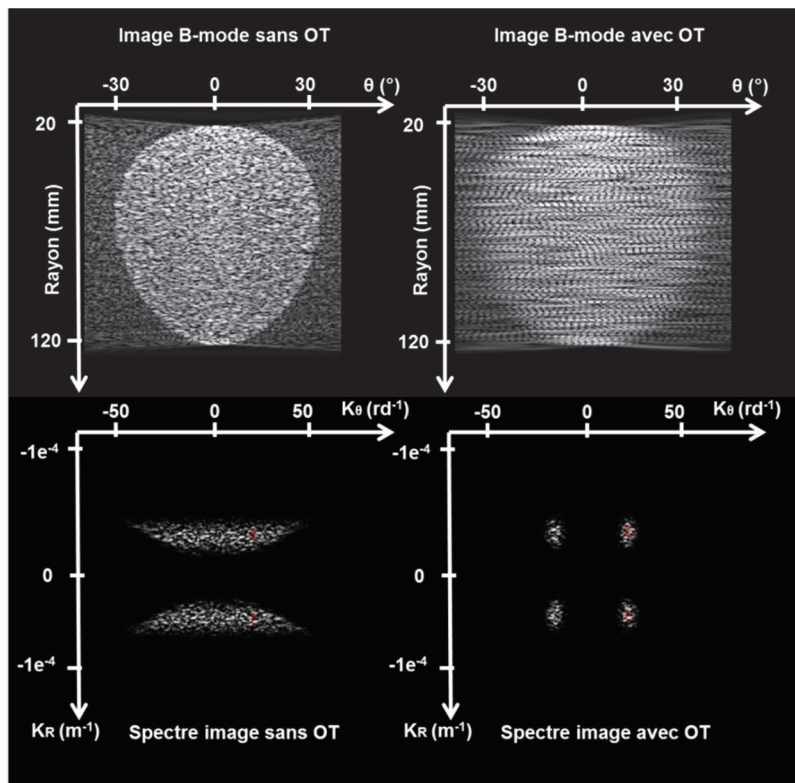 Image B-mode sans OT
Image B-mode avec OT
-30 0 30 θ (°)
-30 0 30 θ (°)
20
20
Rayon (mm)
Rayon (mm)
120
120
-50 0 50 Kθ (rd-1)
-50 0 50 Kθ (rd-1)
-1e-4
-1e-4
0
0
-1e-4
-1e-4
KR (m-1)
Spectre image sans OT
KR (m-1)
Spectre image avec OT